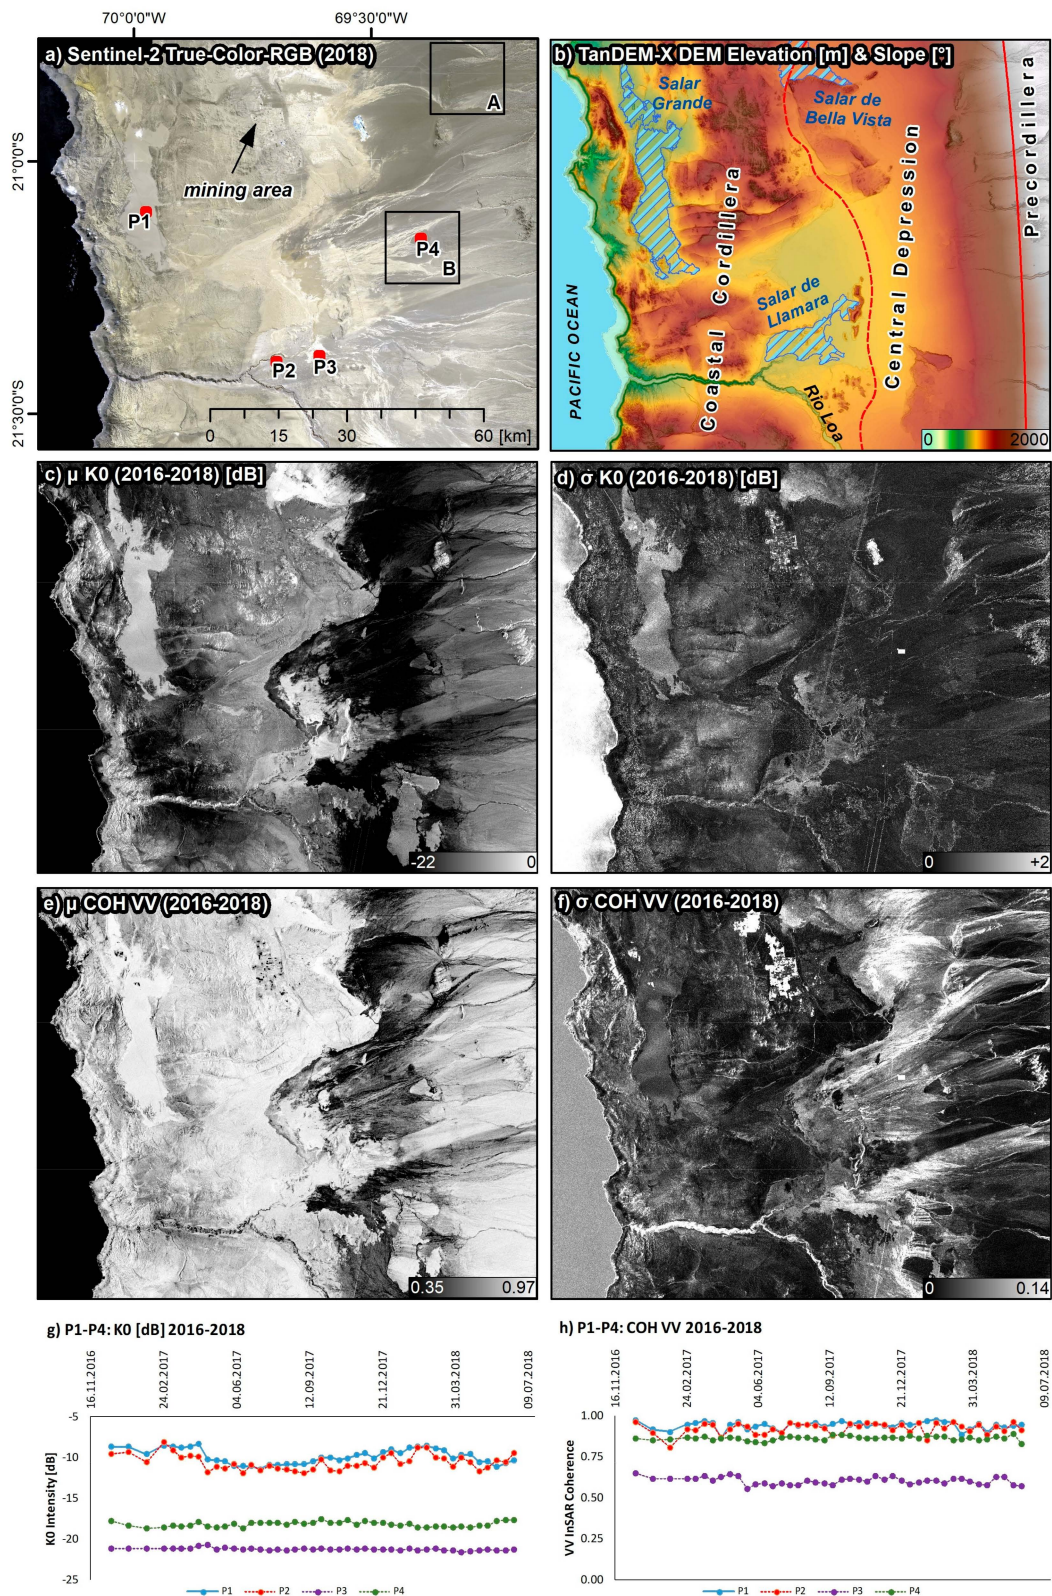 70°0'0"W
69°30'0"W
21°0'0"S
21°30'0"S
a) Sentinel-2 True-Color-RGB (2018)
A
mining area
P1
P4
B
P2
P3
0
15
30
60 [km]
b) TanDEM-X DEM Elevation [m] & Slope [°]
Salar
Grande
Salar de
Bella Vista
Precordillera
Central Depression
Coastal Cordillera
Salar de
Llamara
PACIFIC OCEAN
Rio Loa
0
2000
c) μ K0 (2016-2018) [dB]
-22
0
d) σ K0 (2016-2018) [dB]
0
+2
e) μ COH VV (2016-2018)
0.35
0.97
f) σ COH VV (2016-2018)
0
0.14
g) P1-P4: K0 [dB] 2016-2018
16.11.2016
24.02.2017
04.06.2017
12.09.2017
21.12.2017
31.03.2018
09.07.2018
-5
-10
-15
-20
-25
K0 Intensity [dB]
P1
P2
P3
P4
h) P1-P4: COH VV 2016-2018
16.11.2016
24.02.2017
04.06.2017
12.09.2017
21.12.2017
31.03.2018
09.07.2018
1.00
0.75
0.50
0.25
0.00
VV InSAR Coherence
P1
P2
P3
P4